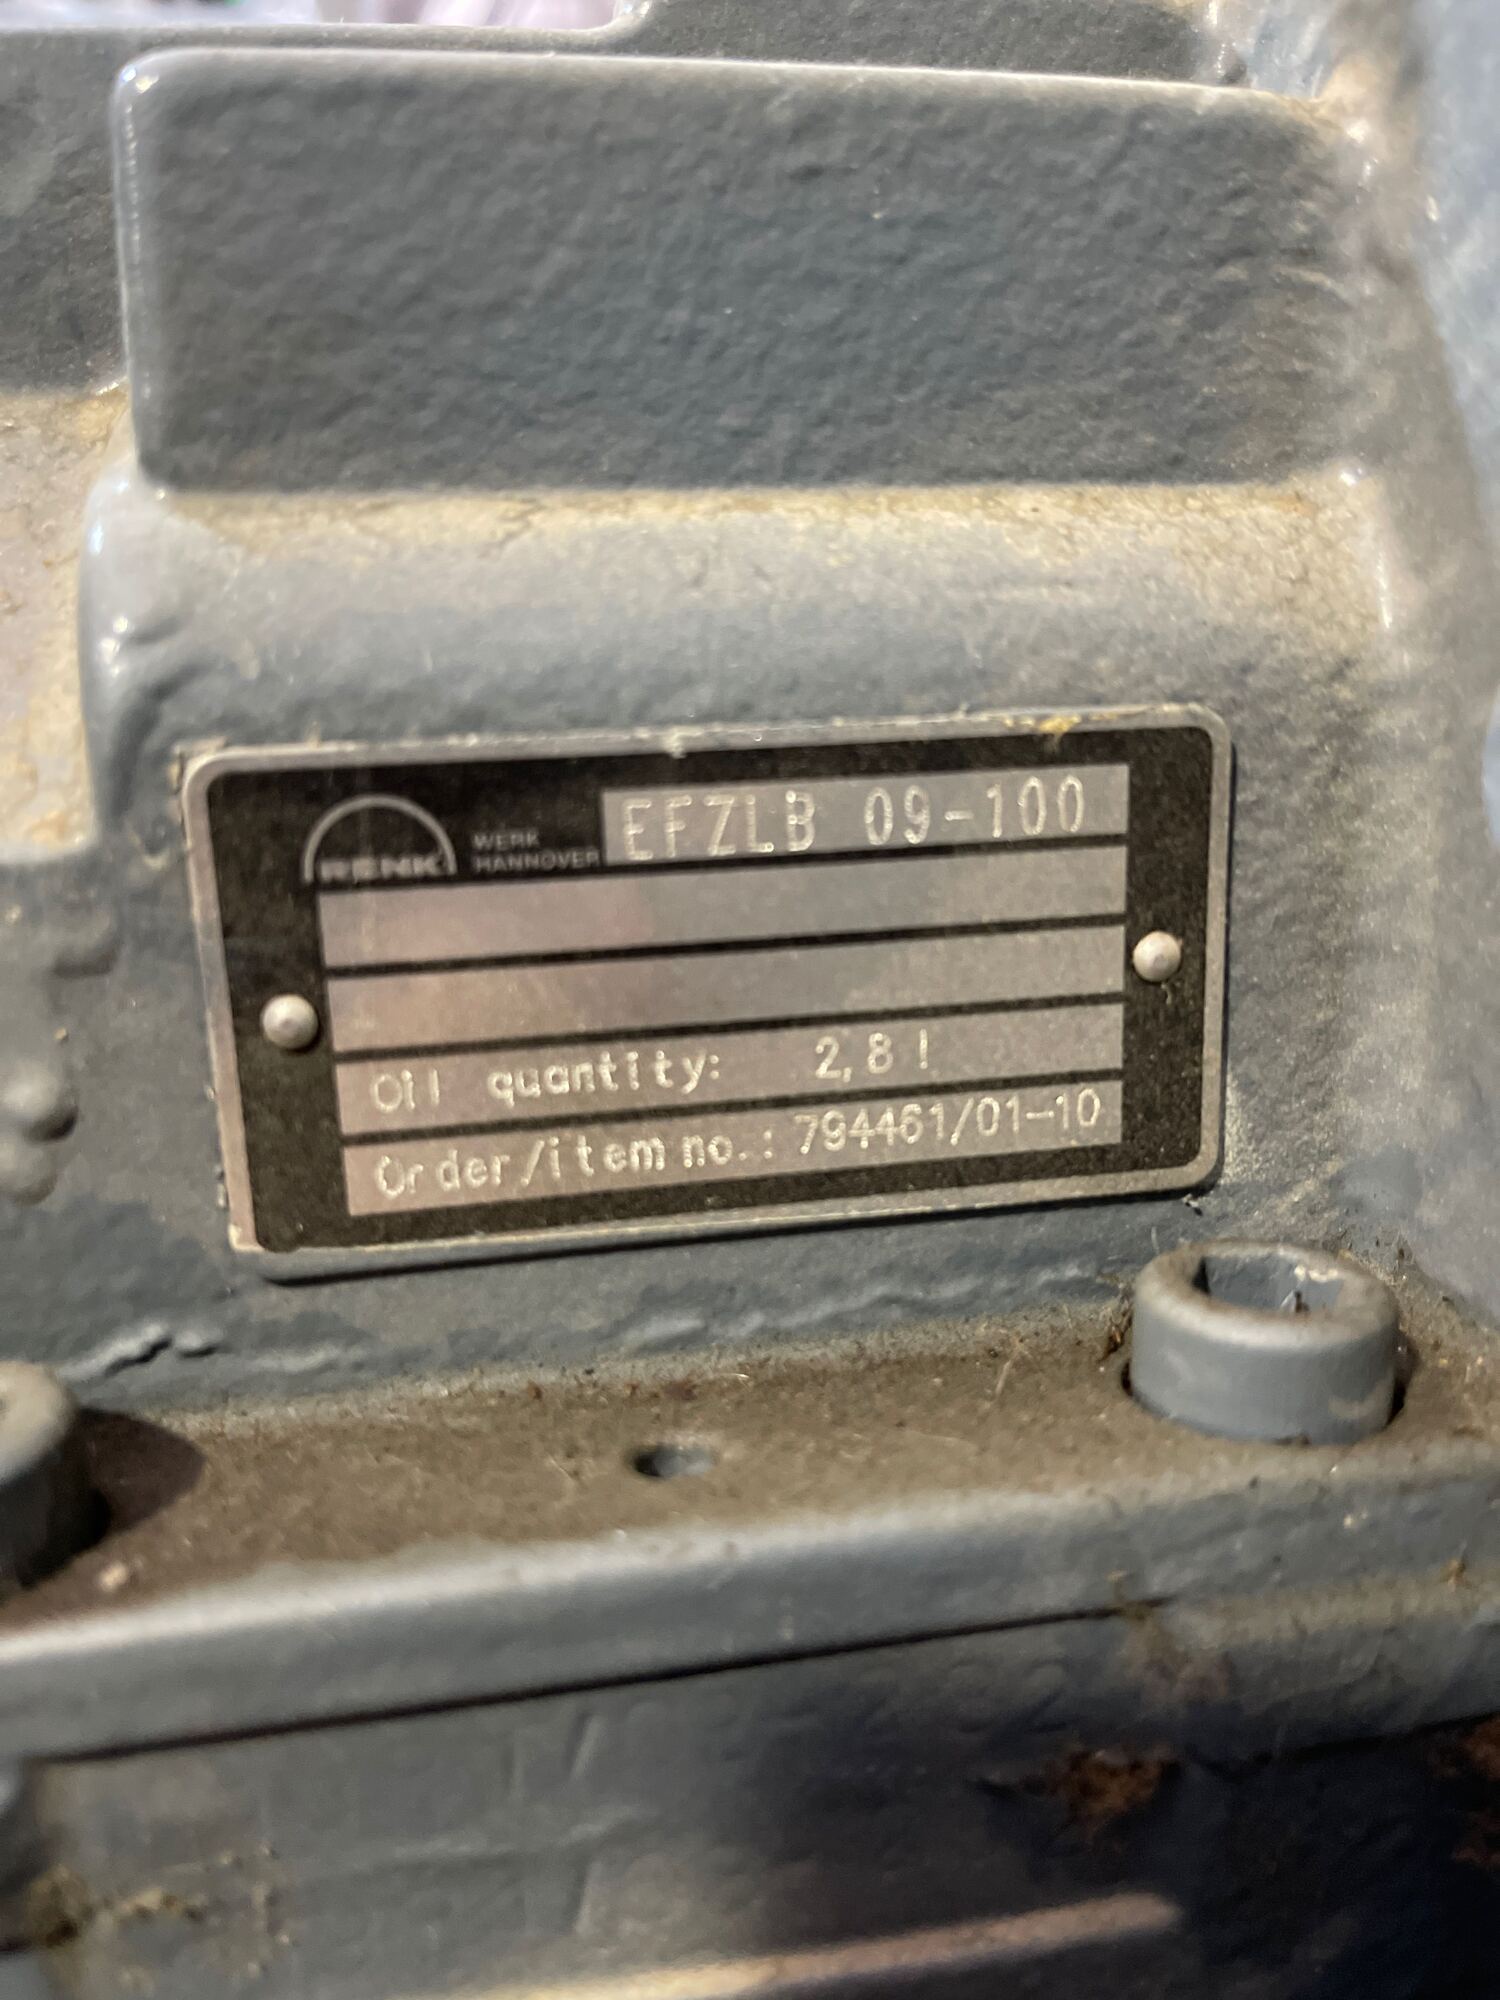 RENK
WERK
HANNOVER
EFZLB 09-100
Oil quantity: 2,8 l
Order/item no.: 794461/01-10